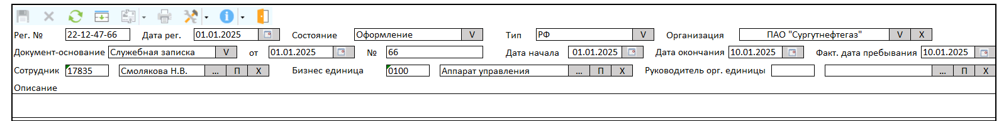 Рег. № 22-12-47-66 Дата рег. 01.01.2025 Состояние Оформление V Тип РФ V Организация ПАО "Сургутнефтегаз" V X
Документ-основание Служебная записка V от 01.01.2025 № 66 Дата начала 01.01.2025 Дата окончания 10.01.2025 Факт. дата пребывания 10.01.2025
Сотрудник 17835 Смолякова Н.В. ... П X Бизнес единица 0100 Аппарат управления ... П X Руководитель орг. единицы ... П X
Описание